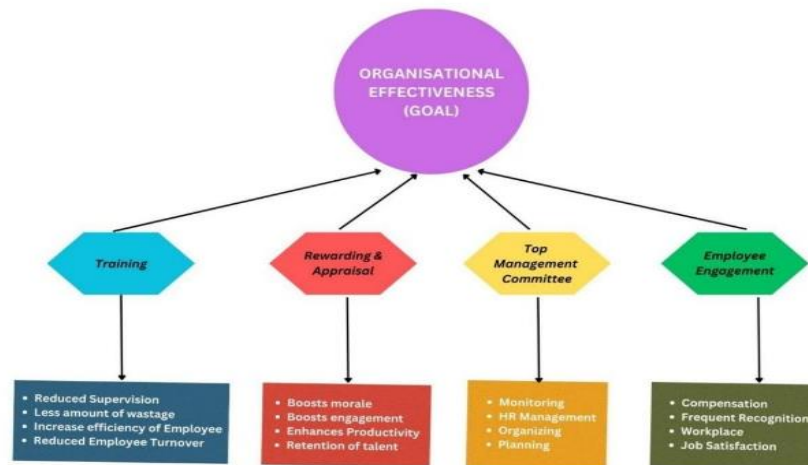 ORGANISATIONAL
EFFECTIVENESS
(GOAL)
Training
Rewarding &
Appraisal
Top
Management
Committee
Employee
Engagement
• Reduced Supervision
• Less amount of wastage
• Increase efficiency of Employee
• Reduced Employee Turnover
• Boosts morale
• Boosts engagement
• Enhances Productivity
• Retention of talent
• Monitoring
• HR Management
• Organizing
• Planning
• Compensation
• Frequent Recognition
• Workplace
• Job Satisfaction